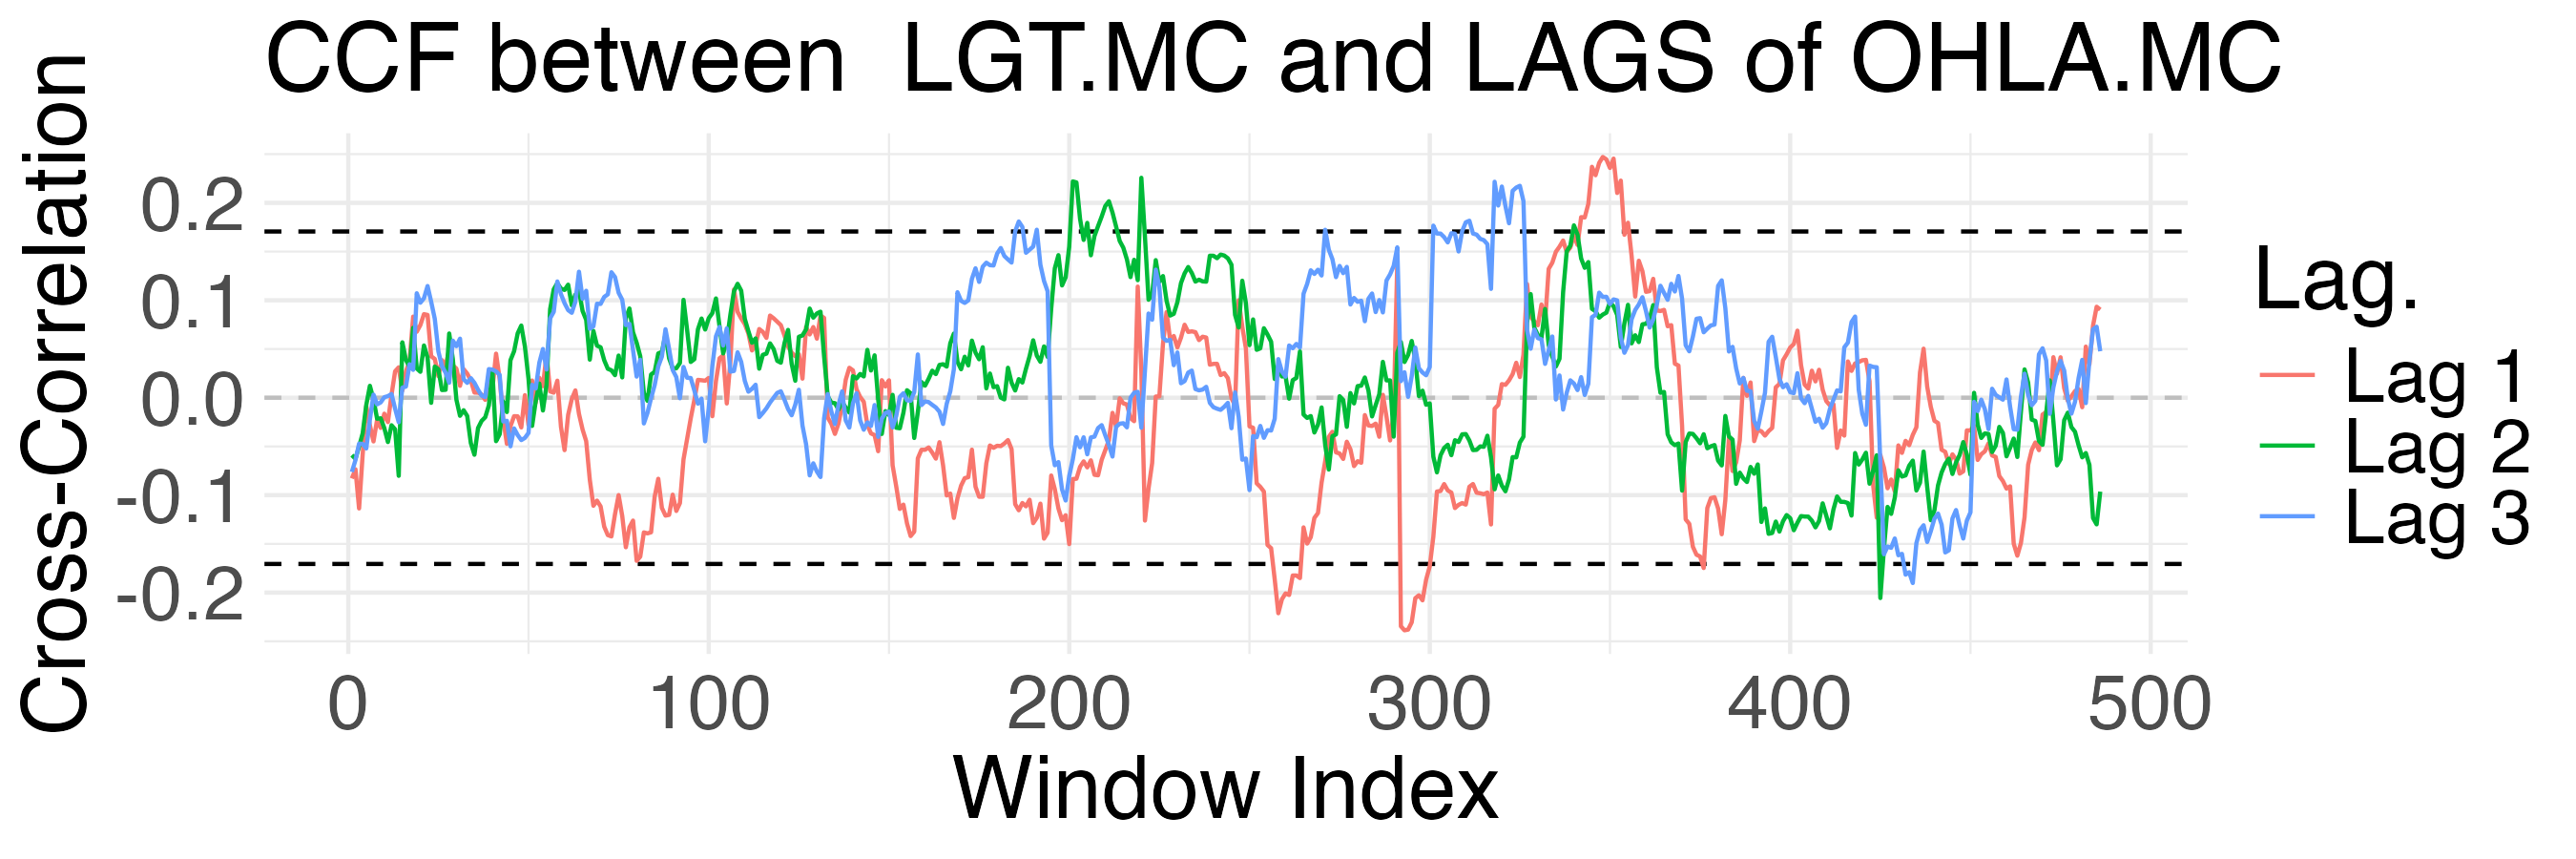 CCF between  LGT.MC and LAGS of OHLA.MC
Cross-Correlation
0.2
0.1
0.0
-0.1
-0.2
0 100 200 300 400 500
Window Index
Lag.
Lag 1
Lag 2
Lag 3